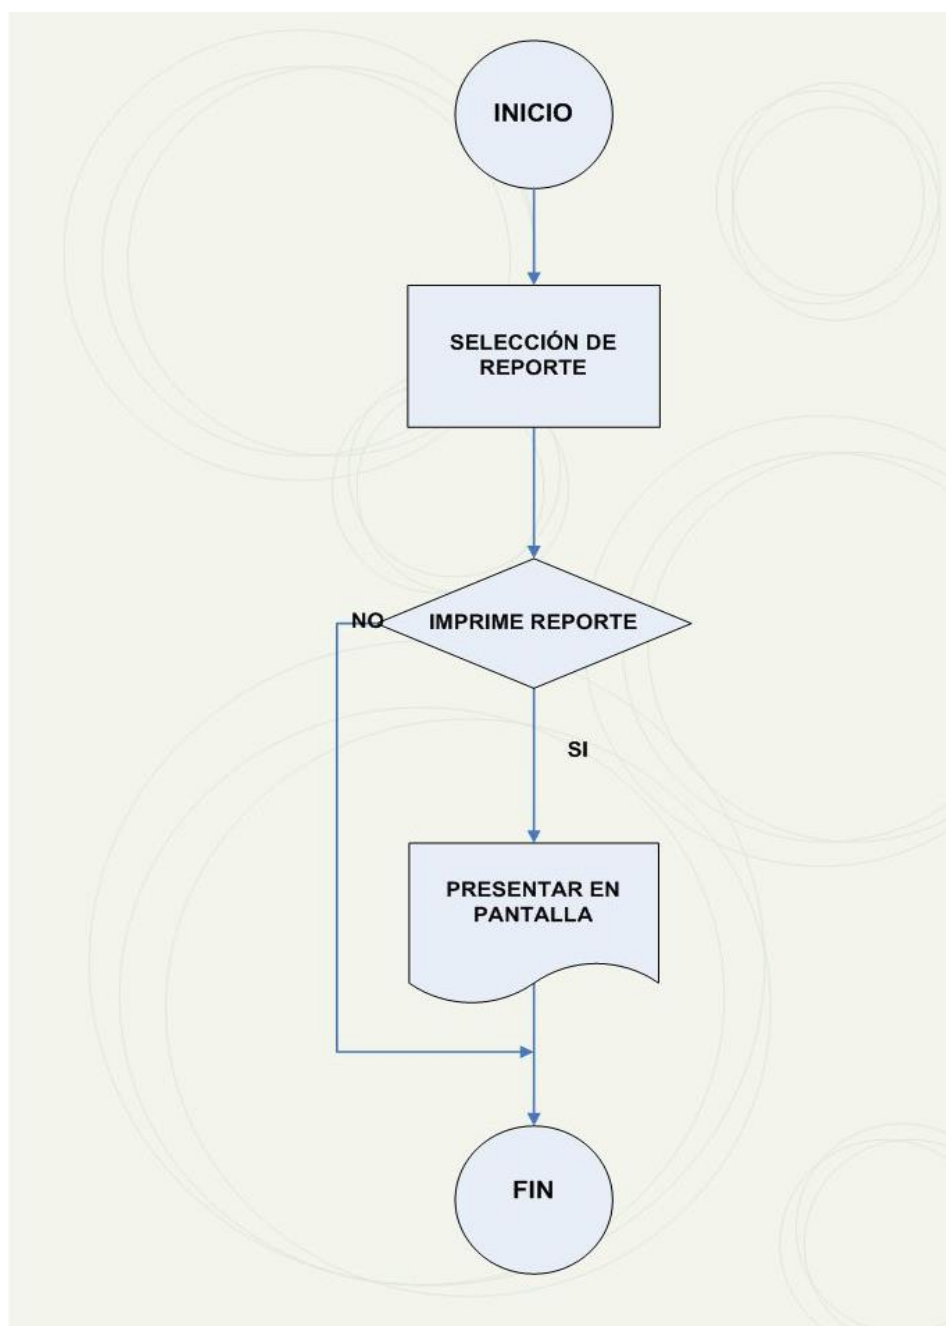 INICIO
SELECCIÓN DE
REPORTE
NO
IMPRIME REPORTE
SI
PRESENTAR EN
PANTALLA
FIN